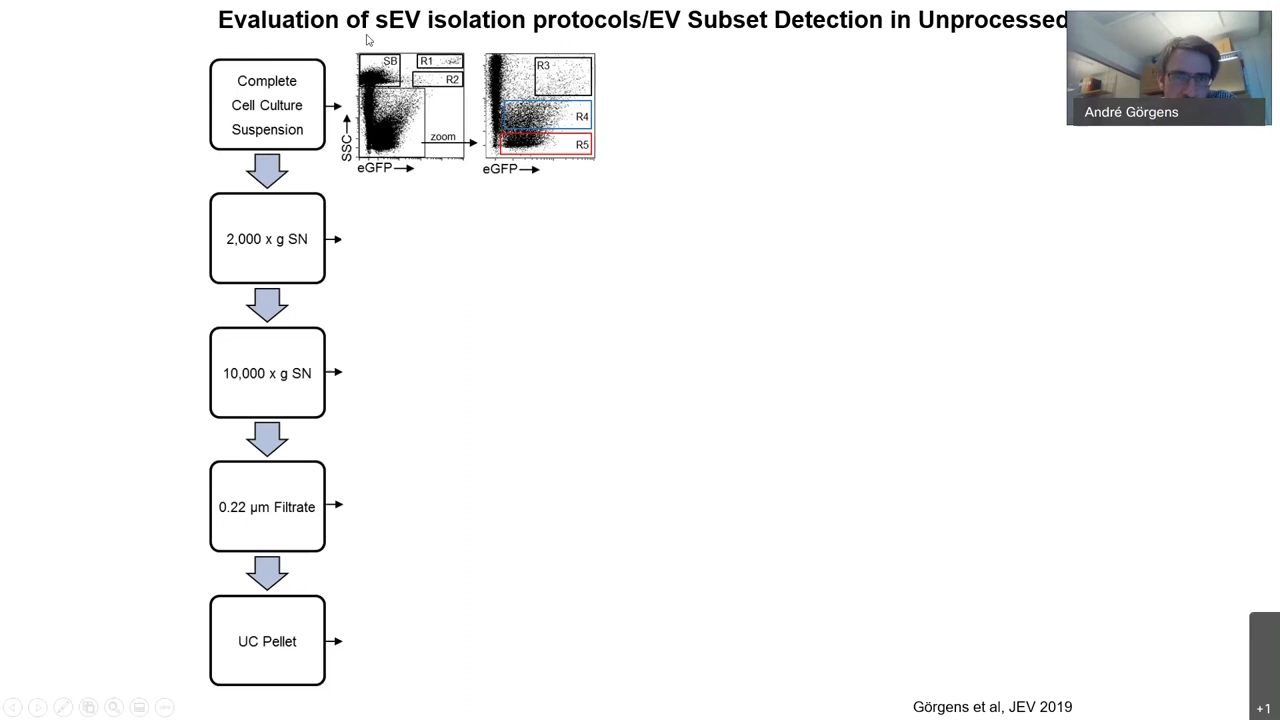 Evaluation of sEV isolation protocols/EV Subset Detection in Unprocessed
André Görgens
Complete
Cell Culture
Suspension
SB
R1
R2
SSC
zoom
eGFP
R3
R4
R5
eGFP
2,000 x g SN
10,000 x g SN
0.22 µm Filtrate
UC Pellet
Görgens et al, JEV 2019
+1